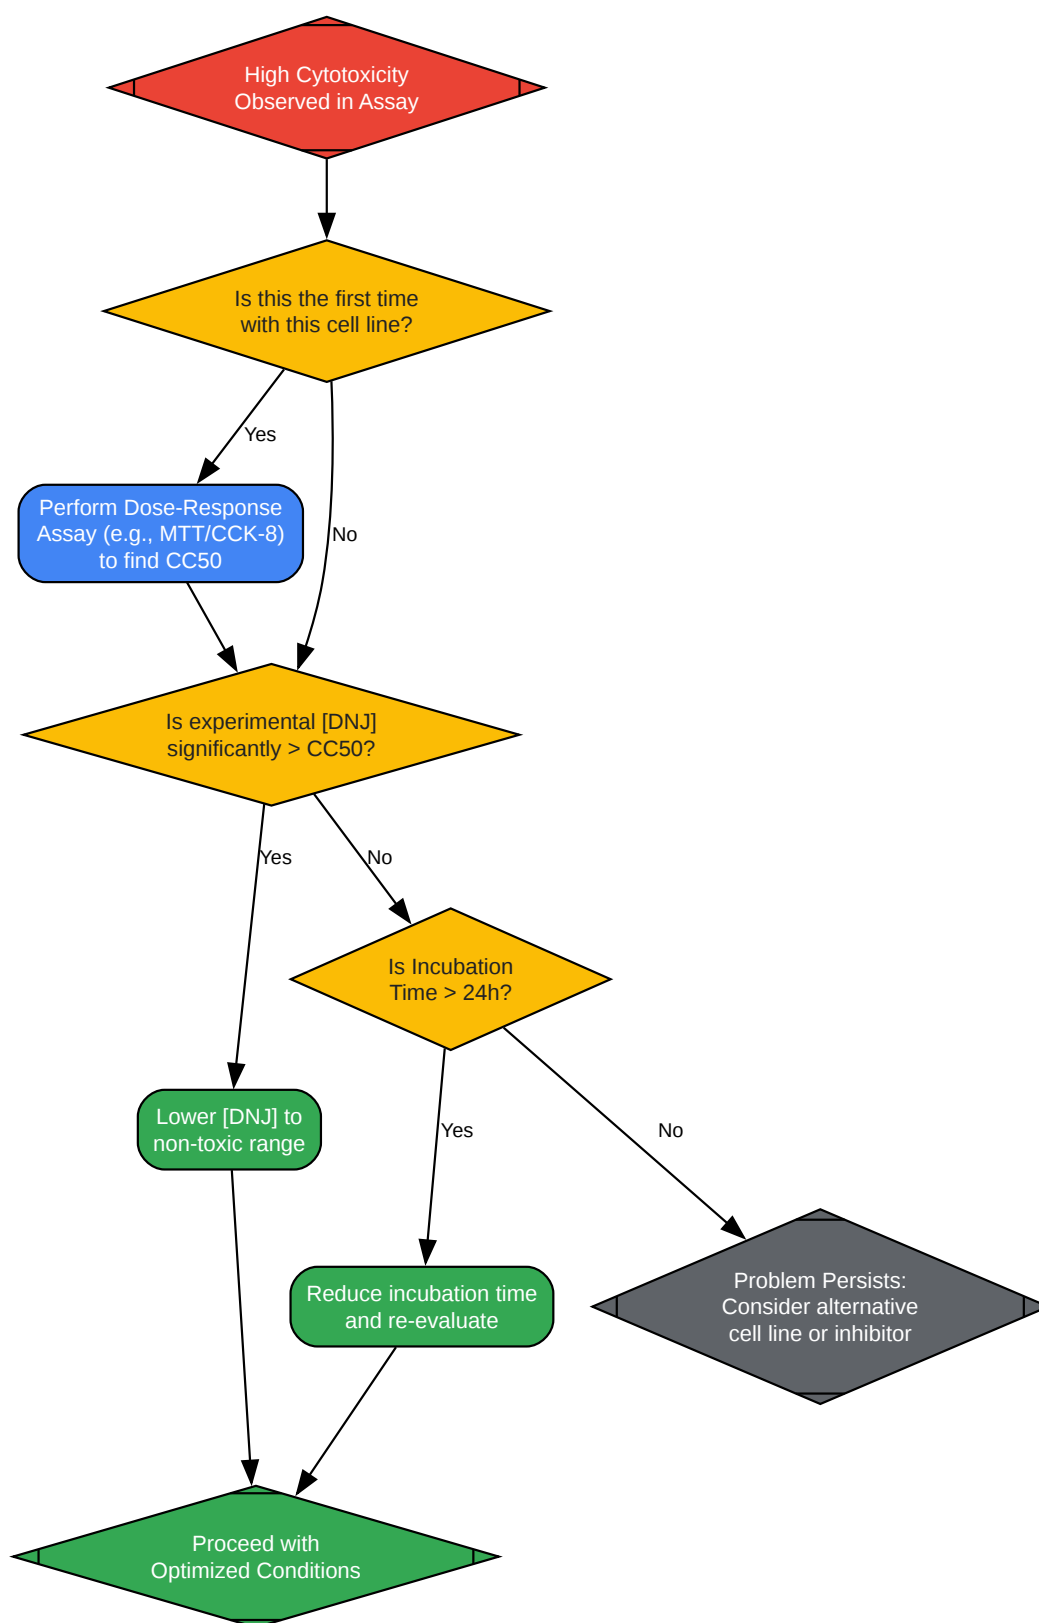 High Cytotoxicity
Observed in Assay
Is this the first time
with this cell line?
Yes
Perform Dose-Response
Assay (e.g., MTT/CCK-8)
to find CC50
No
Is experimental [DNJ]
significantly > CC50?
Yes
No
Is Incubation
Time > 24h?
Lower [DNJ] to
non-toxic range
Yes
No
Reduce incubation time
and re-evaluate
Problem Persists:
Consider alternative
cell line or inhibitor
Proceed with
Optimized Conditions